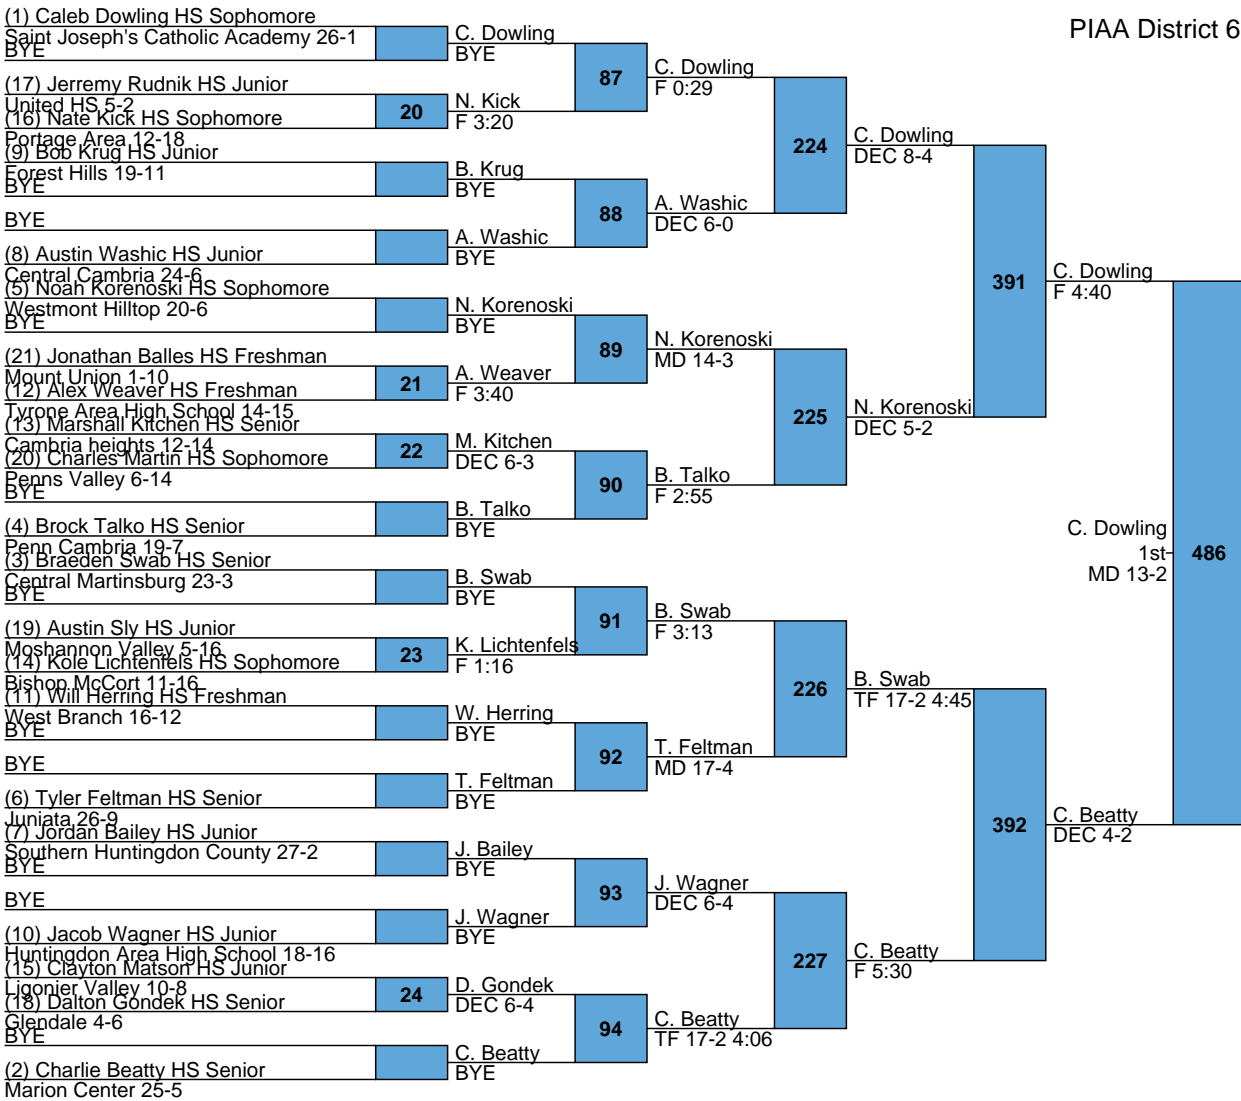 PIAA District 6
(1) Caleb Dowling HS Sophomore
Saint Joseph's Catholic Academy 26-1
BYE
(17) Jerremy Rudnik HS Junior
United HS 5-2
(16) Nate Kick HS Sophomore
Portage Area 12-18
(9) Bob Krug HS Junior
Forest Hills 19-11
BYE
BYE
(8) Austin Washic HS Junior
Central Cambria 24-6
(5) Noah Korenoski HS Sophomore
Westmont Hilltop 20-6
BYE
(21) Jonathan Balles HS Freshman
Mount Union 1-10
(12) Alex Weaver HS Freshman
Tyrone Area High School 14-15
(13) Marshall Kitchen HS Senior
Cambria heights 12-14
(20) Charles Martin HS Sophomore
Penns Valley 6-14
BYE
(4) Brock Talko HS Senior
Penn Cambria 19-7
(3) Braeden Swab HS Senior
Central Martinsburg 23-3
BYE
(19) Austin Sly HS Junior
Moshannon Valley 5-16
(14) Kole Lichtenfels HS Sophomore
Bishop McCort 11-16
(11) Will Herring HS Freshman
West Branch 16-12
BYE
BYE
(6) Tyler Feltman HS Senior
Juniata 26-9
(7) Jordan Bailey HS Junior
Southern Huntingdon County 27-2
BYE
BYE
(10) Jacob Wagner HS Junior
Huntingdon Area High School 18-16
(15) Clayton Matson HS Junior
Ligonier Valley 10-8
(18) Dalton Gondek HS Senior
Glendale 4-6
BYE
(2) Charlie Beatty HS Senior
Marion Center 25-5
20
21
22
23
24
C. Dowling
BYE
N. Kick
F 3:20
B. Krug
BYE
A. Washic
BYE
N. Korenoski
BYE
A. Weaver
F 3:40
M. Kitchen
DEC 6-3
B. Talko
BYE
B. Swab
BYE
K. Lichtenfels
F 1:16
W. Herring
BYE
T. Feltman
BYE
J. Bailey
BYE
J. Wagner
BYE
D. Gondek
DEC 6-4
C. Beatty
BYE
87
88
89
90
91
92
93
94
C. Dowling
F 0:29
A. Washic
DEC 6-0
N. Korenoski
MD 14-3
B. Talko
F 2:55
B. Swab
F 3:13
T. Feltman
MD 17-4
J. Wagner
DEC 6-4
C. Beatty
TF 17-2 4:06
224
225
226
227
C. Dowling
DEC 8-4
N. Korenoski
DEC 5-2
B. Swab
TF 17-2 4:45
C. Beatty
F 5:30
391
392
C. Dowling
F 4:40
C. Beatty
DEC 4-2
486
C. Dowling
1st
MD 13-2